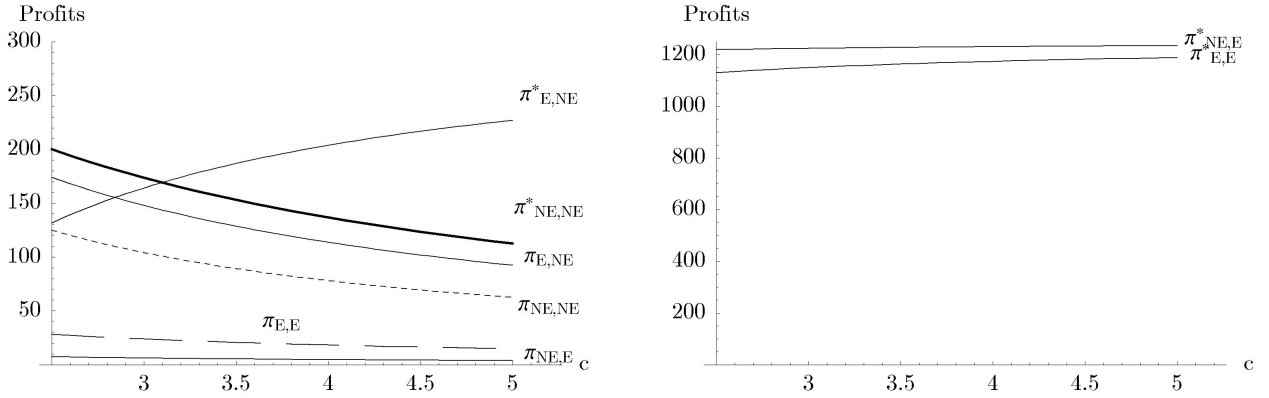 Profits
300
250
200
150
100
50
π*E,NE
π*NE,NE
πE,NE
πNE,NE
πE,E
πNE,E
c
3 3.5 4 4.5 5
Profits
1200
1000
800
600
400
200
π*NE,E
π*E,E
c
3 3.5 4 4.5 5